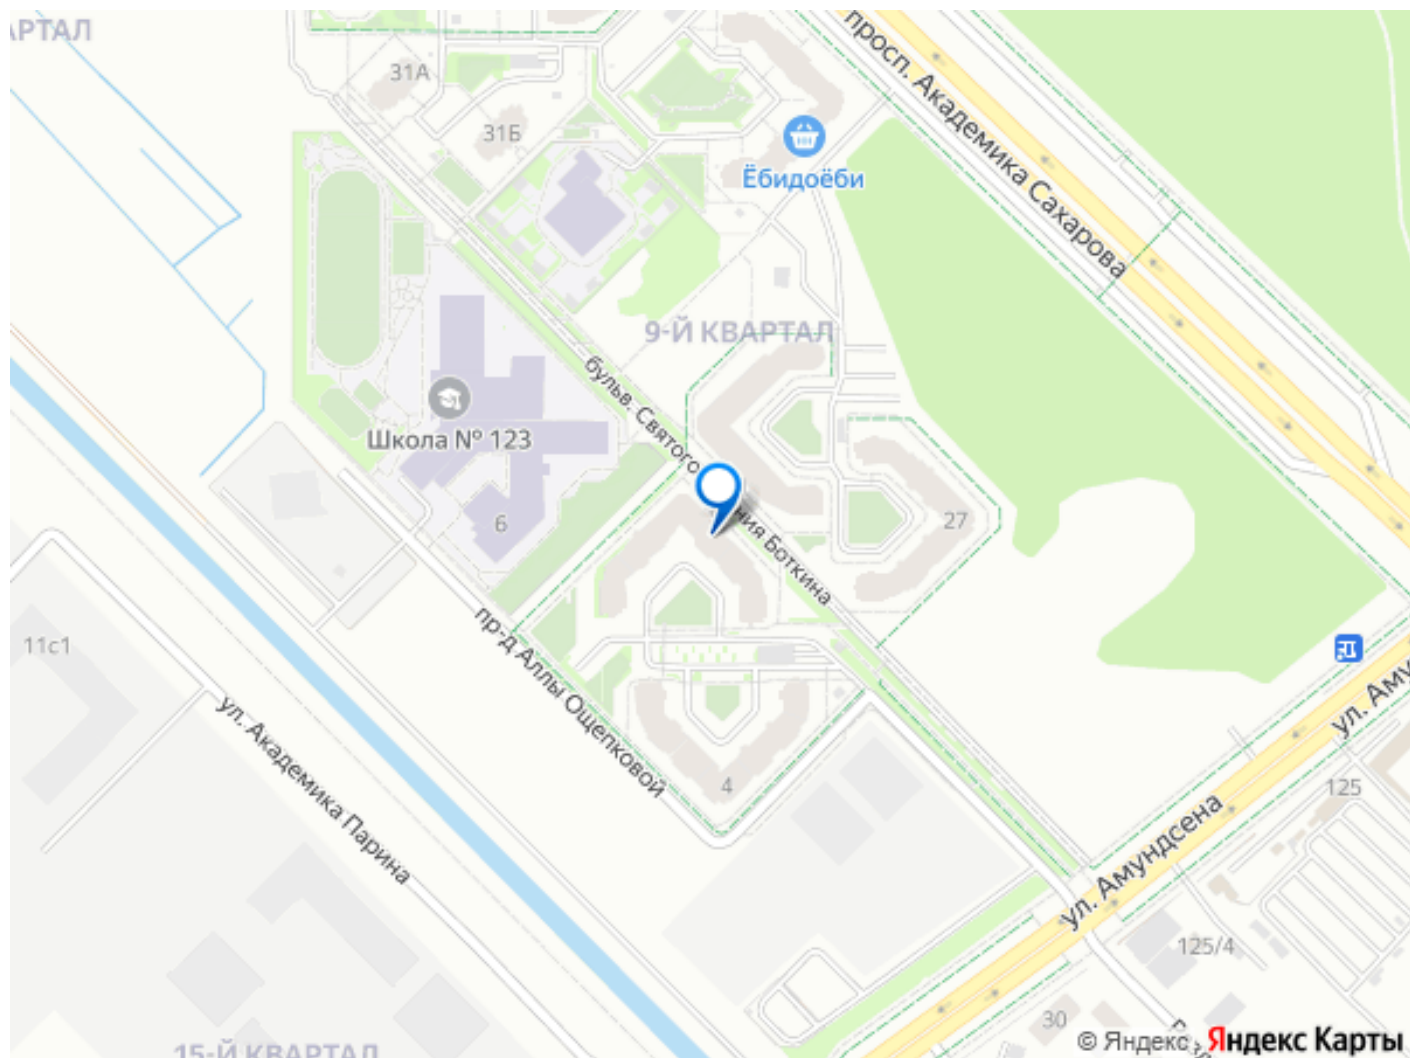 АРТАЛ
31А
31Б
Ёбидоёби
просп. Академика Сахарова
9-Й КВАРТАЛ
бульв. Святого
ния Боткина
Школа № 123
6
27
11с1
пр-д Аллы Ощепковой
ул. Академика Парина
4
ул. Аму
125
ул. Амундсена
125/4
30
15-Й КВАРТАЛ
© Яндекс
Яндекс Карты